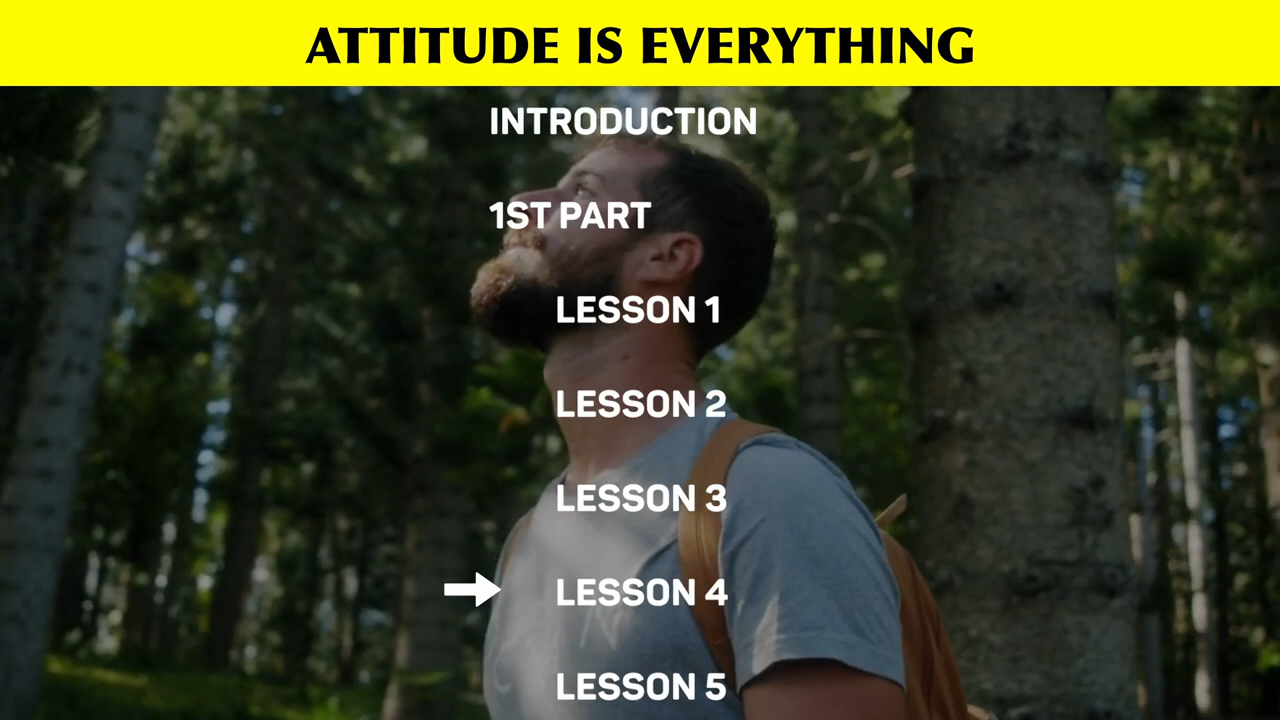 ATTITUDE IS EVERYTHING
INTRODUCTION
1ST PART
LESSON 1
LESSON 2
LESSON 3
LESSON 4
LESSON 5